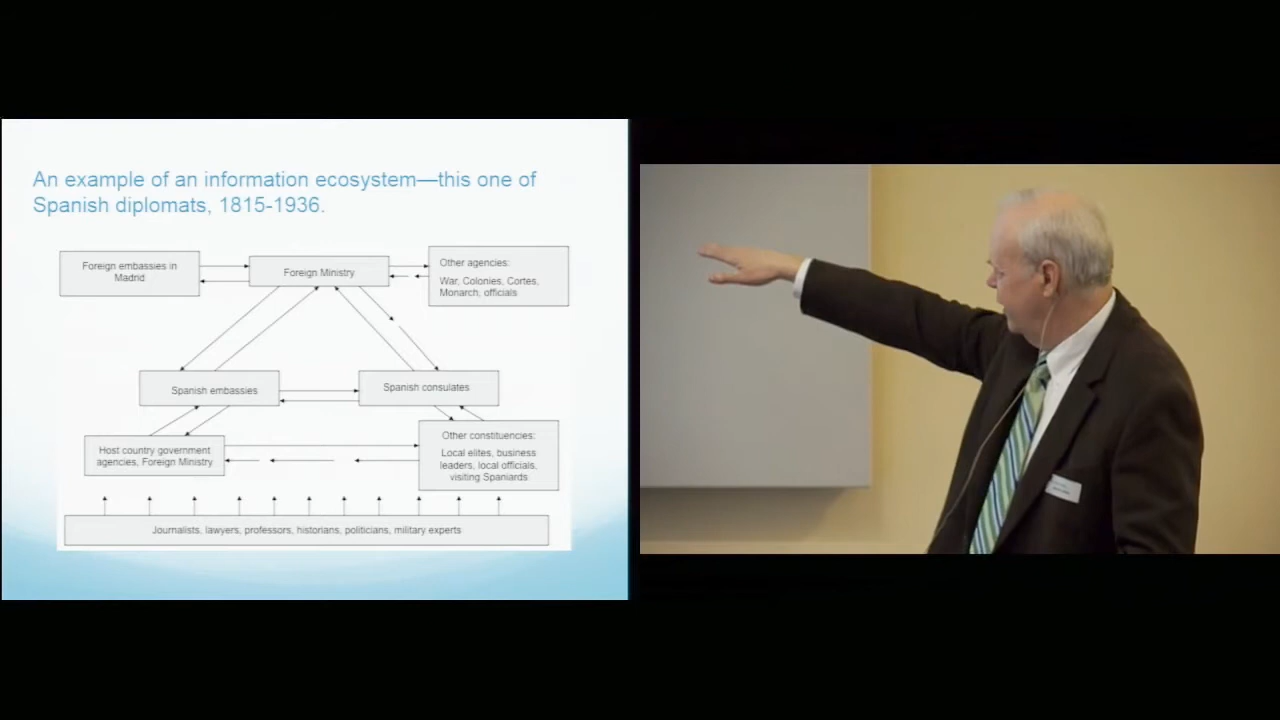 An example of an information ecosystem—this one of
Spanish diplomats, 1815-1936.
Foreign embassies in
Madrid
Foreign Ministry
Other agencies:
War, Colonies, Cortes,
Monarch, officials
Spanish embassies
Spanish consulates
Host country government
agencies, Foreign Ministry
Other constituencies:
Local elites, business
leaders, local officials,
visiting Spaniards
Journalists, lawyers, professors, historians, politicians, military experts